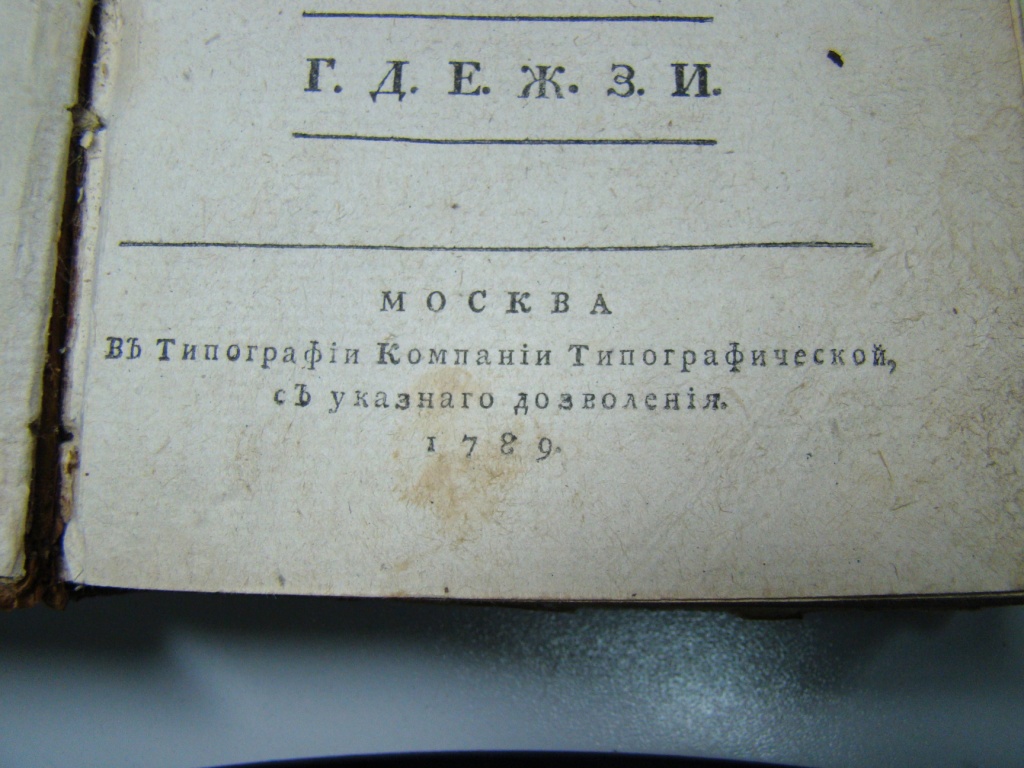 Г. Д. Е. Ж. З. И.
МОСКВА
Въ Типографіи Компаніи Типографической,
съ указнаго дозволенія.
1789.